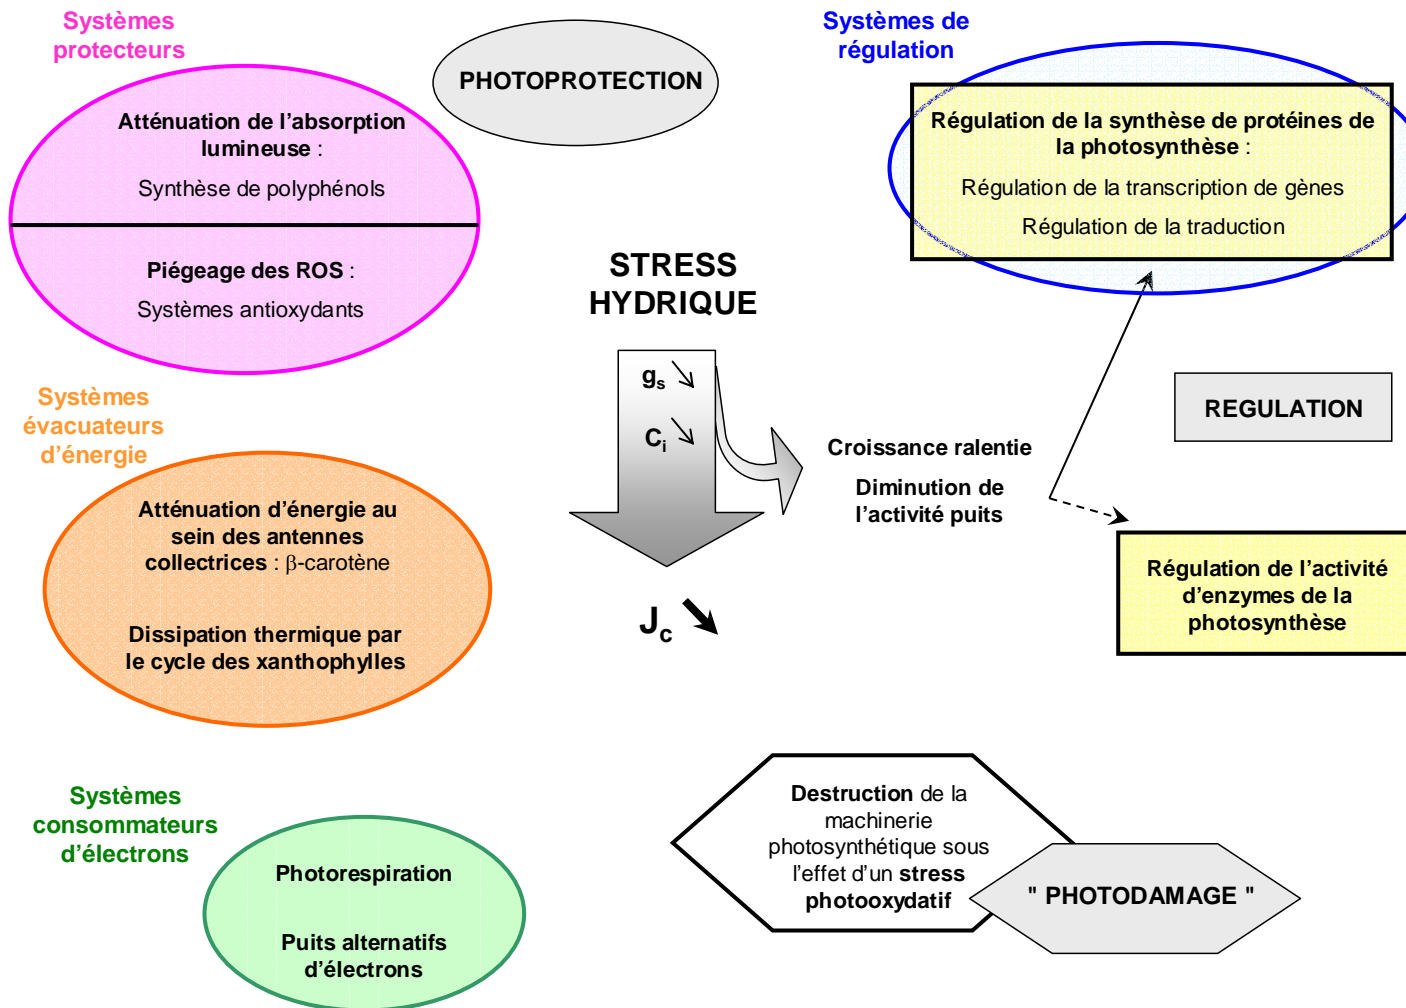 Systèmes
protecteurs
PHOTOPROTECTION
Systèmes de
régulation
Atténuation de l'absorption
lumineuse :
Synthèse de polyphénols
Piégeage des ROS :
Systèmes antioxydants
Régulation de la synthèse de protéines de
la photosynthèse :
Régulation de la transcription de gènes
Régulation de la traduction
STRESS
HYDRIQUE
gs
Ci
Jc
Croissance ralentie
Diminution de
l'activité puits
REGULATION
Régulation de l'activité
d'enzymes de la
photosynthèse
Systèmes
évacuateurs
d'énergie
Atténuation d'énergie au
sein des antennes
collectrices : β-carotène
Dissipation thermique par
le cycle des xanthophylles
Systèmes
consommateurs
d'électrons
Photorespiration
Puits alternatifs
d'électrons
Destruction de la
machinerie
photosynthétique sous
l'effet d'un stress
photooxydatif
" PHOTODAMAGE "